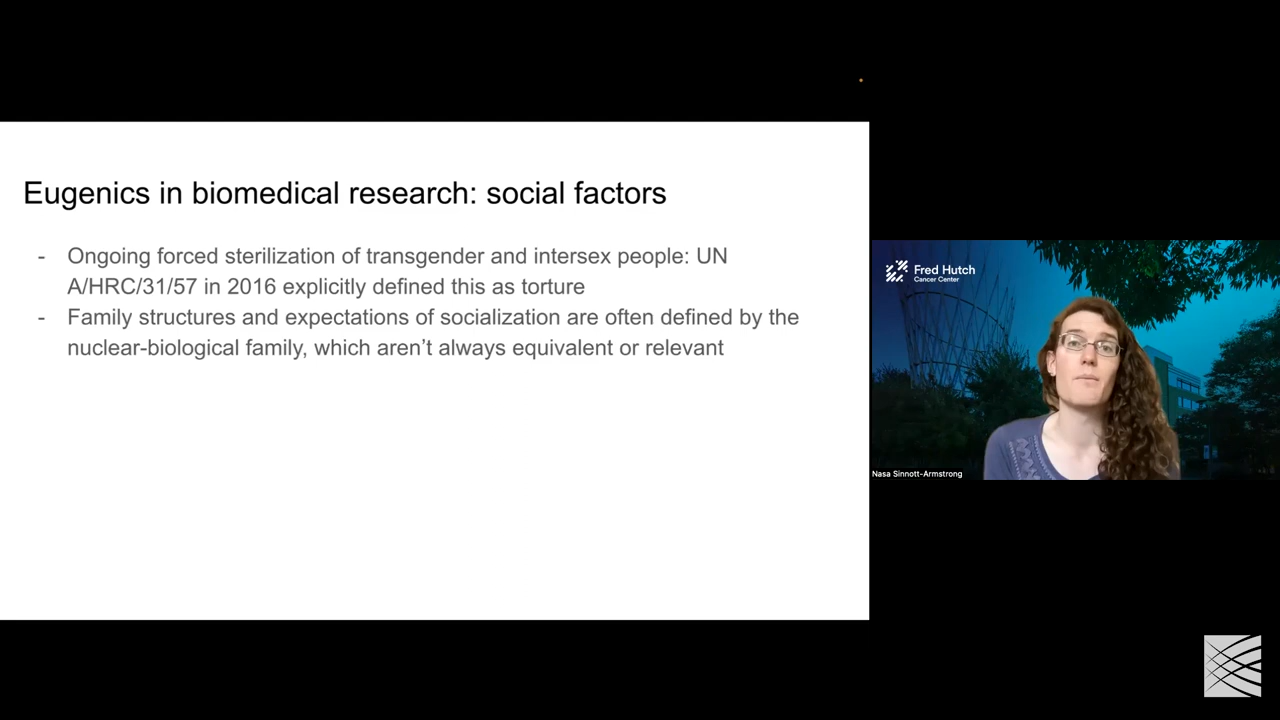 Eugenics in biomedical research: social factors
- Ongoing forced sterilization of transgender and intersex people: UN
A/HRC/31/57 in 2016 explicitly defined this as torture
- Family structures and expectations of socialization are often defined by the
nuclear-biological family, which aren’t always equivalent or relevant
Fred Hutch
Cancer Center
Nasa Sinnott-Armstrong